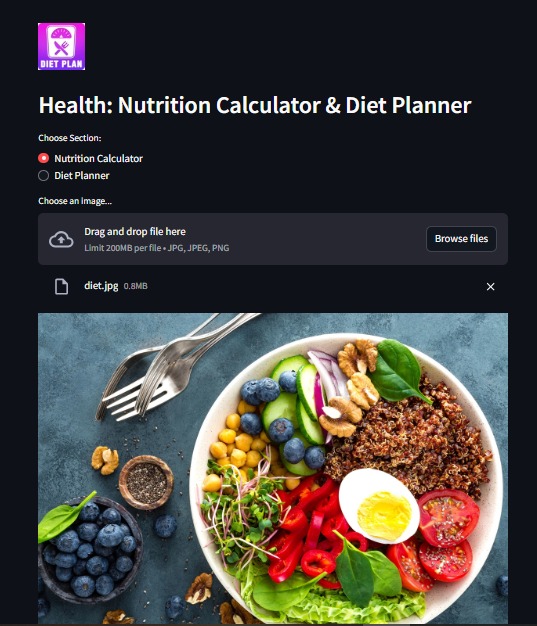 DIET PLAN
Health: Nutrition Calculator & Diet Planner
Choose Section:
Nutrition Calculator
Diet Planner
Choose an image...
Drag and drop file here
Limit 200MB per file • JPG, JPEG, PNG
Browse files
diet.jpg 0.8MB